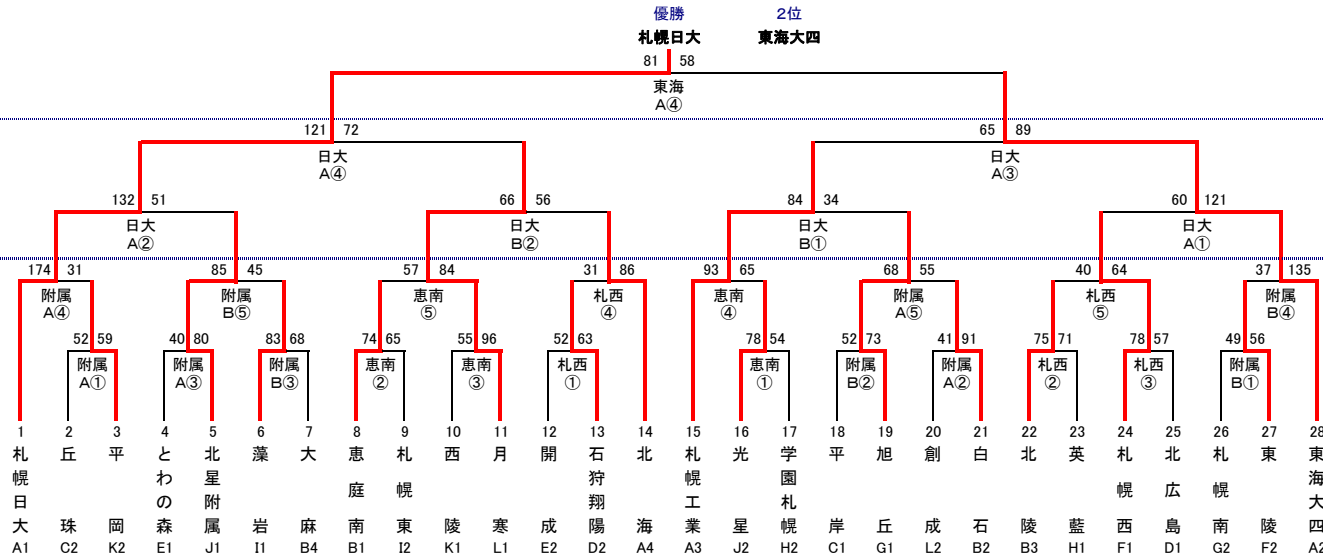 優勝 2位
札幌日大 東海大四
81 58
東海
A④
121 72 65 89
日大 日大
A④ A③
132 51 66 56 84 34 60 121
日大 日大 日大 日大
A② B② B① A①
174 31 85 45 57 84 31 86 93 65 68 55 40 64 37 135
附属 附属 恵南 札西 恵南 附属 札西 附属
A④ B⑤ ⑤ ④ ④ A⑤ ⑤ B④
52 59 40 80 83 68 74 65 55 96 52 63 78 54 52 73 41 91 75 71 78 57 49 56
附属 附属 附属 恵南 恵南 札西 恵南 附属 附属 札西 札西 附属
A① A③ B③ ② ③ ① ① B② A② ② ③ B①
1 2 3 4 5 6 7 8 9 10 11 12 13 14 15 16 17 18 19 20 21 22 23 24 25 26 27 28
札幌日大 丘珠 平岡 とわの森 北星附属 藻岩 大麻 恵庭南 札幌東 西陵 月寒 開成 石狩翔陽 北海 札幌工業 光星 学園札幌 平岸 旭丘 創成 白石 北陵 英藍 札幌西 北広島 札幌南 東陵 東海大四
A1 C2 K2 E1 J1 I1 B4 B1 I2 K1 L1 E2 D2 A4 A3 J2 H2 C1 G1 L2 B2 B3 H1 F1 D1 G2 F2 A2